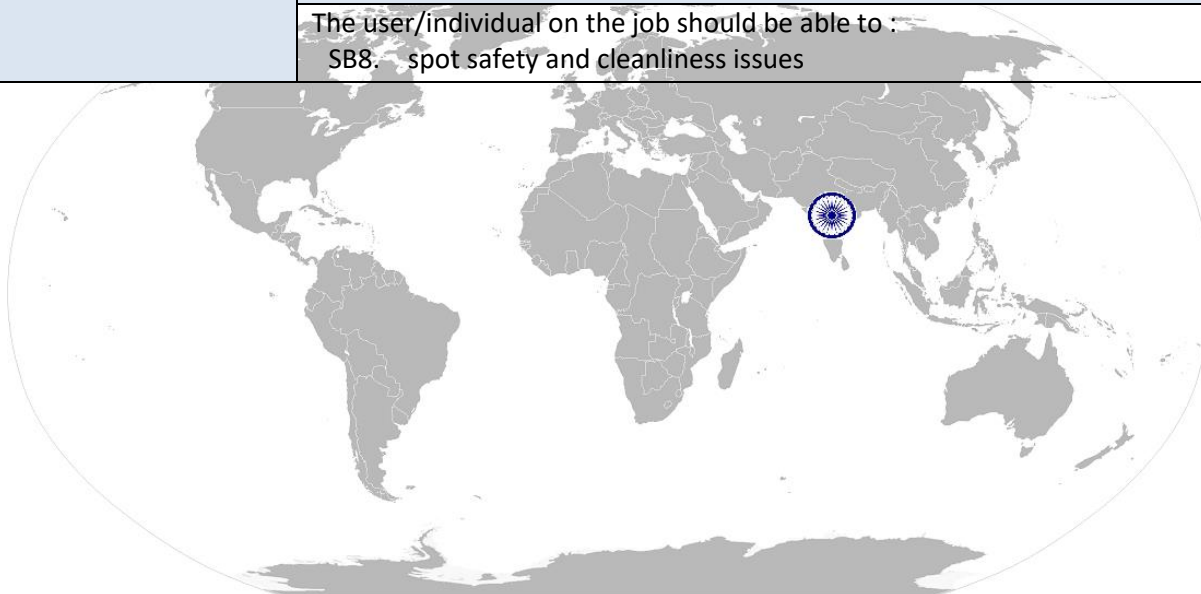 The user/individual on the job should be able to :
SB8. spot safety and cleanliness issues